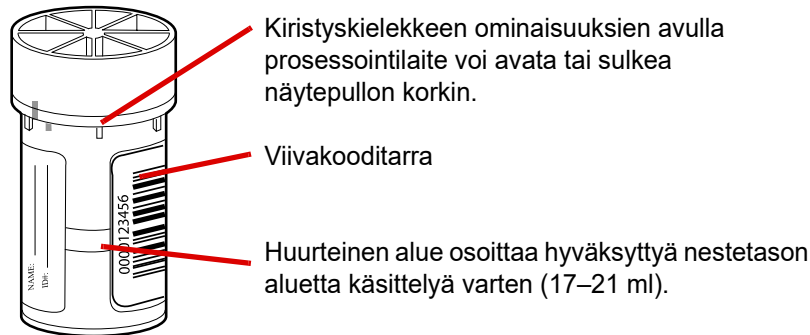 Kiristyskielekkeen ominaisuuksien avulla
prosessointilaite voi avata tai sulkea
näytepullon korkin.
Viivakooditarra
Huurteinen alue osoittaa hyväksyttyä nestetason
aluetta käsittelyä varten (17–21 ml).
NAME:
ID#:
0000123456